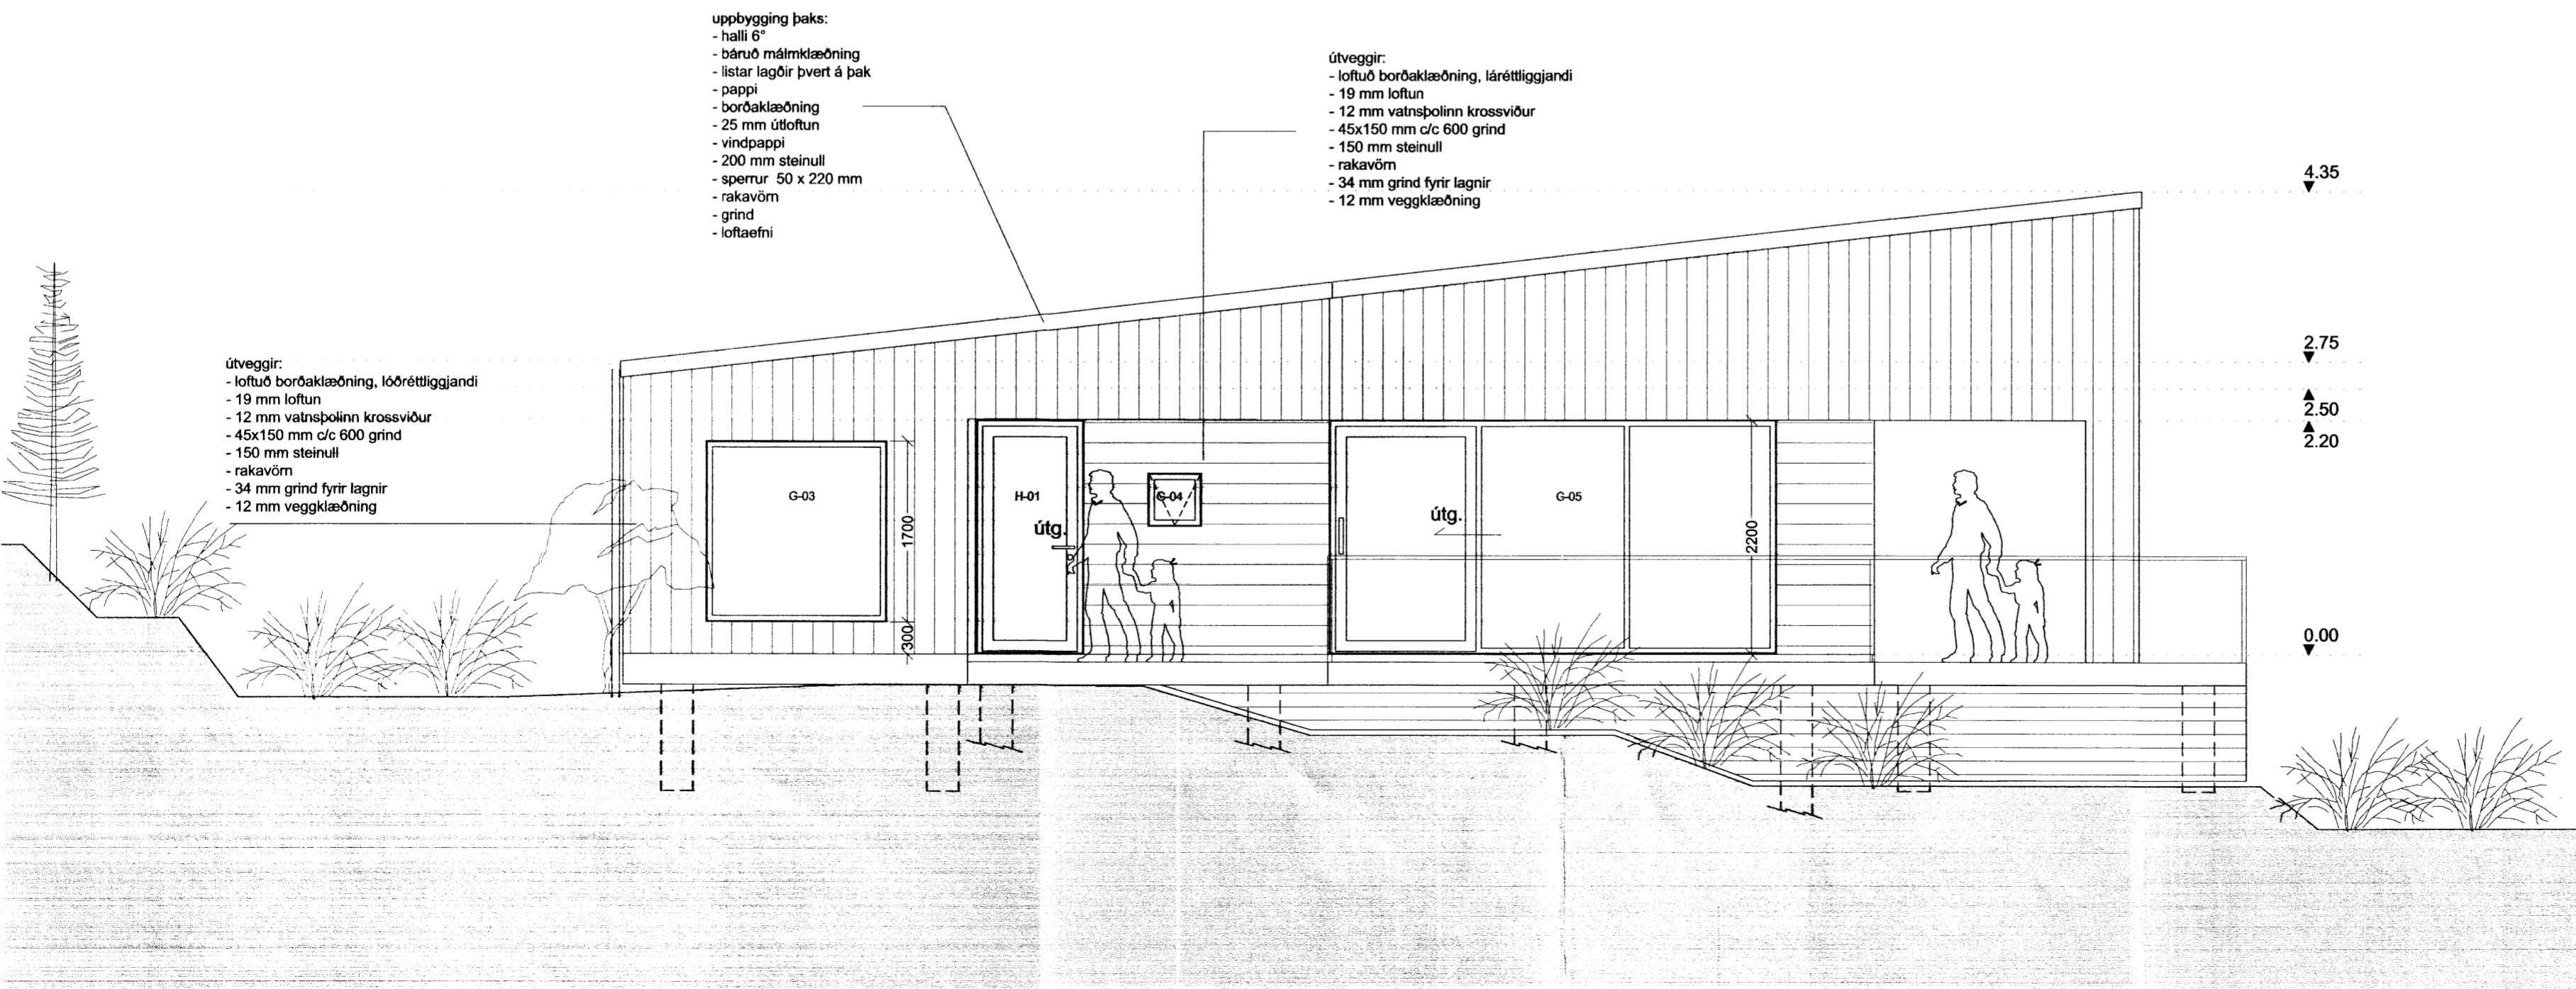 uppbygging þaks:
- halli 6°
- báruð málmklæðning
- listar lagðir þvert á þak
- pappi
- borðaklæðning
- 25 mm útloftun
- vindpappi
- 200 mm steinull
- sperrur 50 x 220 mm
- rakavörn
- grind
- loftaefni
útveggir:
- loftuð borðaklæðning, láréttliggjandi
- 19 mm loftun
- 12 mm vatnsþolinn krossviður
- 45x150 mm c/c 600 grind
- 150 mm steinull
- rakavörn
- 34 mm grind fyrir lagnir
- 12 mm veggklæðning
útveggir:
- loftuð borðaklæðning, lóðréttliggjandi
- 19 mm loftun
- 12 mm vatnsþolinn krossviður
- 45x150 mm c/c 600 grind
- 150 mm steinull
- rakavörn
- 34 mm grind fyrir lagnir
- 12 mm veggklæðning
4.35
2.75
2.50
2.20
0.00
G-03
1700
300
H-01
útg.
G-04
útg.
G-05
2200